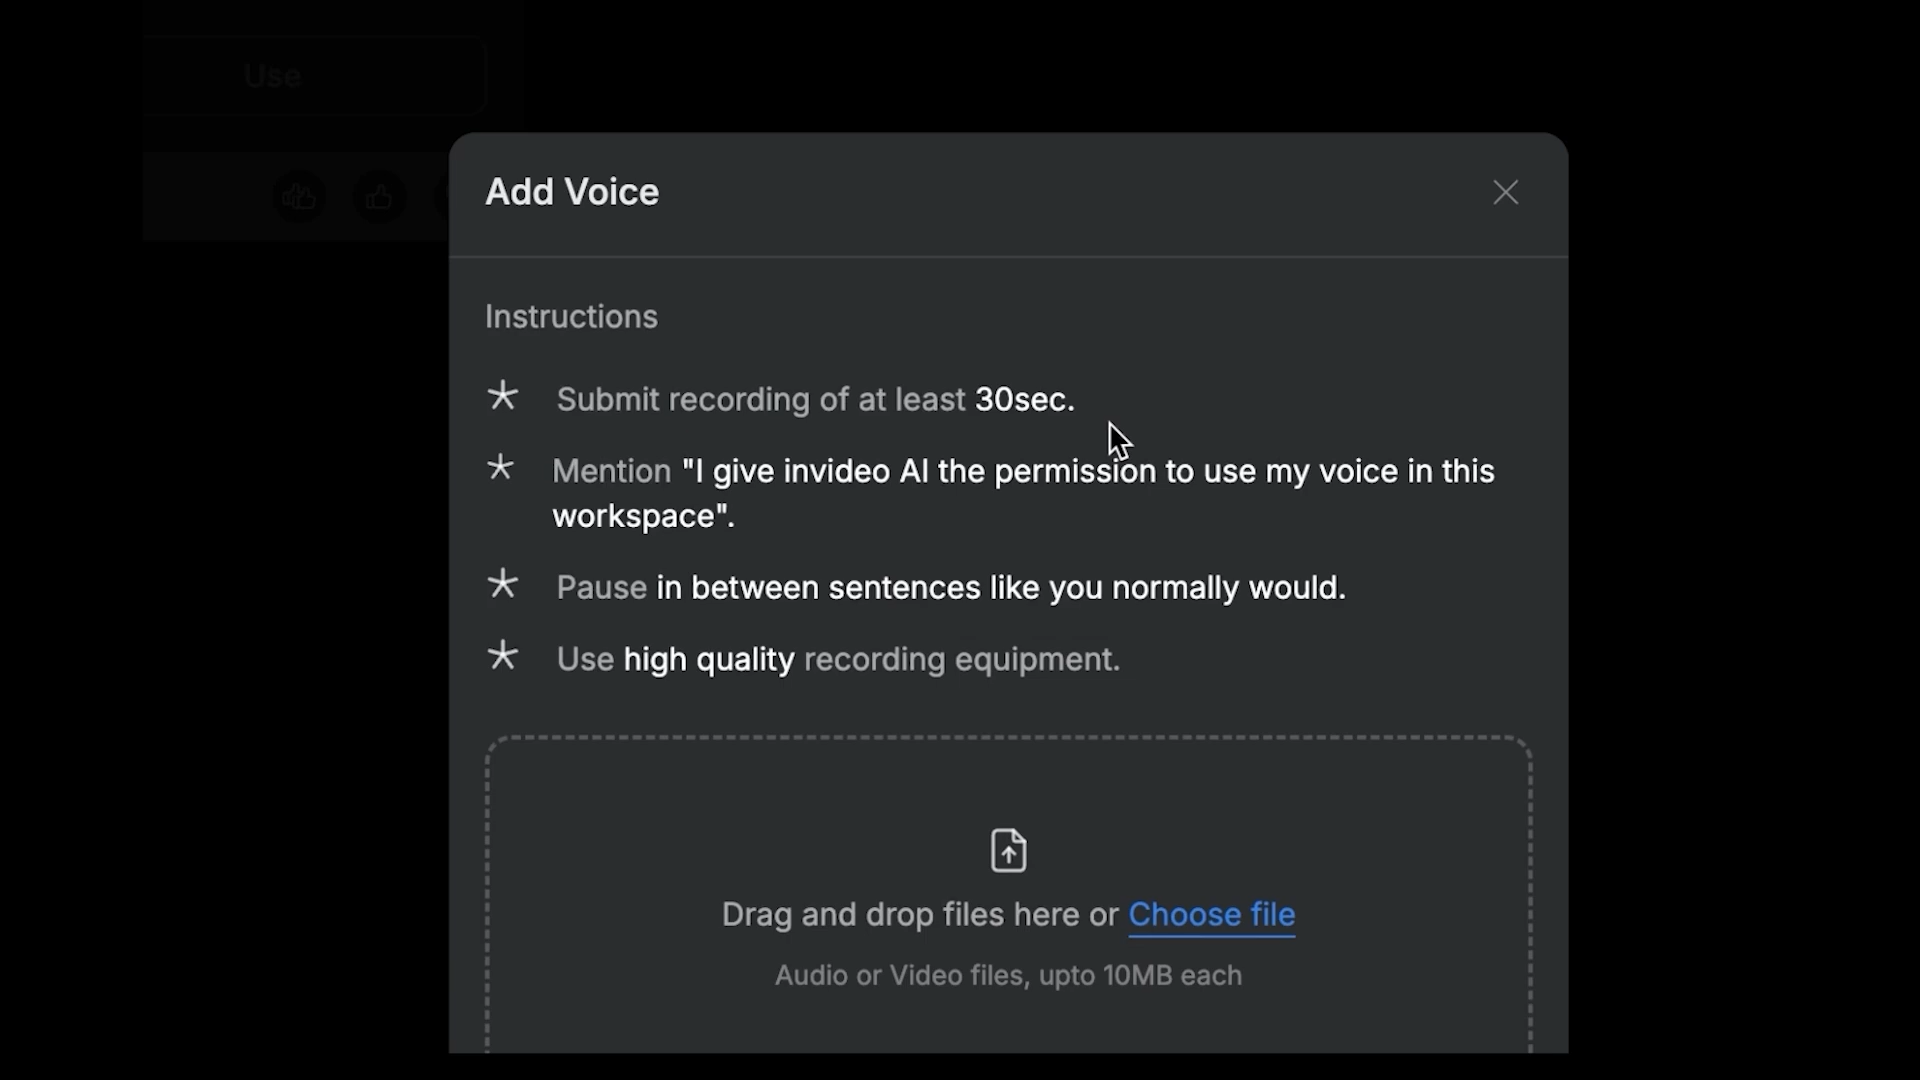 Use
Add Voice
Instructions
Submit recording of at least 30sec.
Mention "I give invideo AI the permission to use my voice in this
workspace".
Pause in between sentences like you normally would.
Use high quality recording equipment.
Drag and drop files here or Choose file
Audio or Video files, upto 10MB each